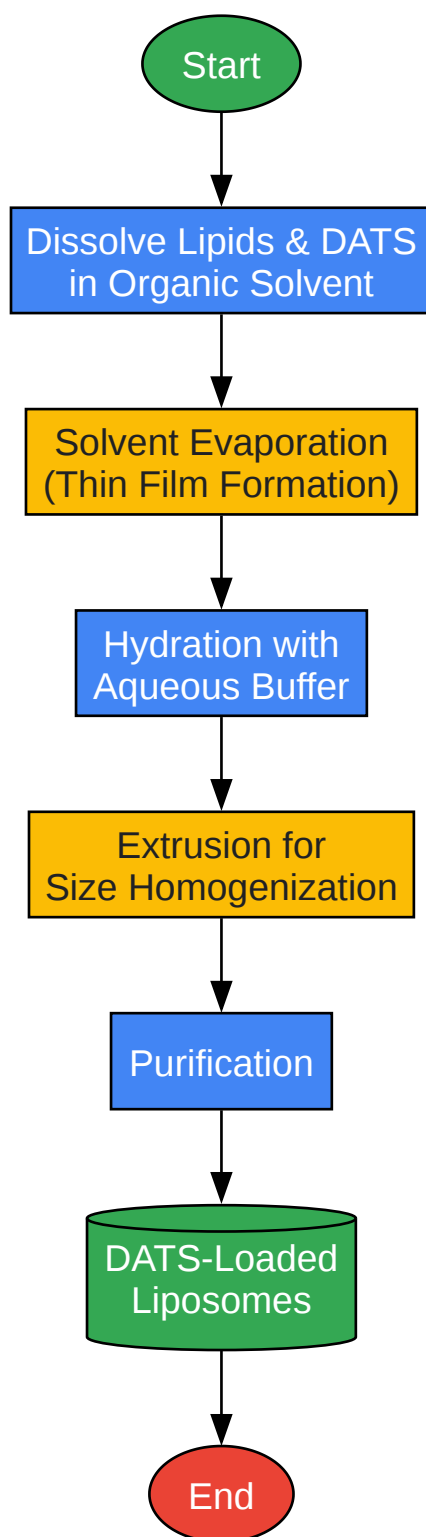 Start
Dissolve Lipids & DATS
in Organic Solvent
Solvent Evaporation
(Thin Film Formation)
Hydration with
Aqueous Buffer
Extrusion for
Size Homogenization
Purification
DATS-Loaded
Liposomes
End